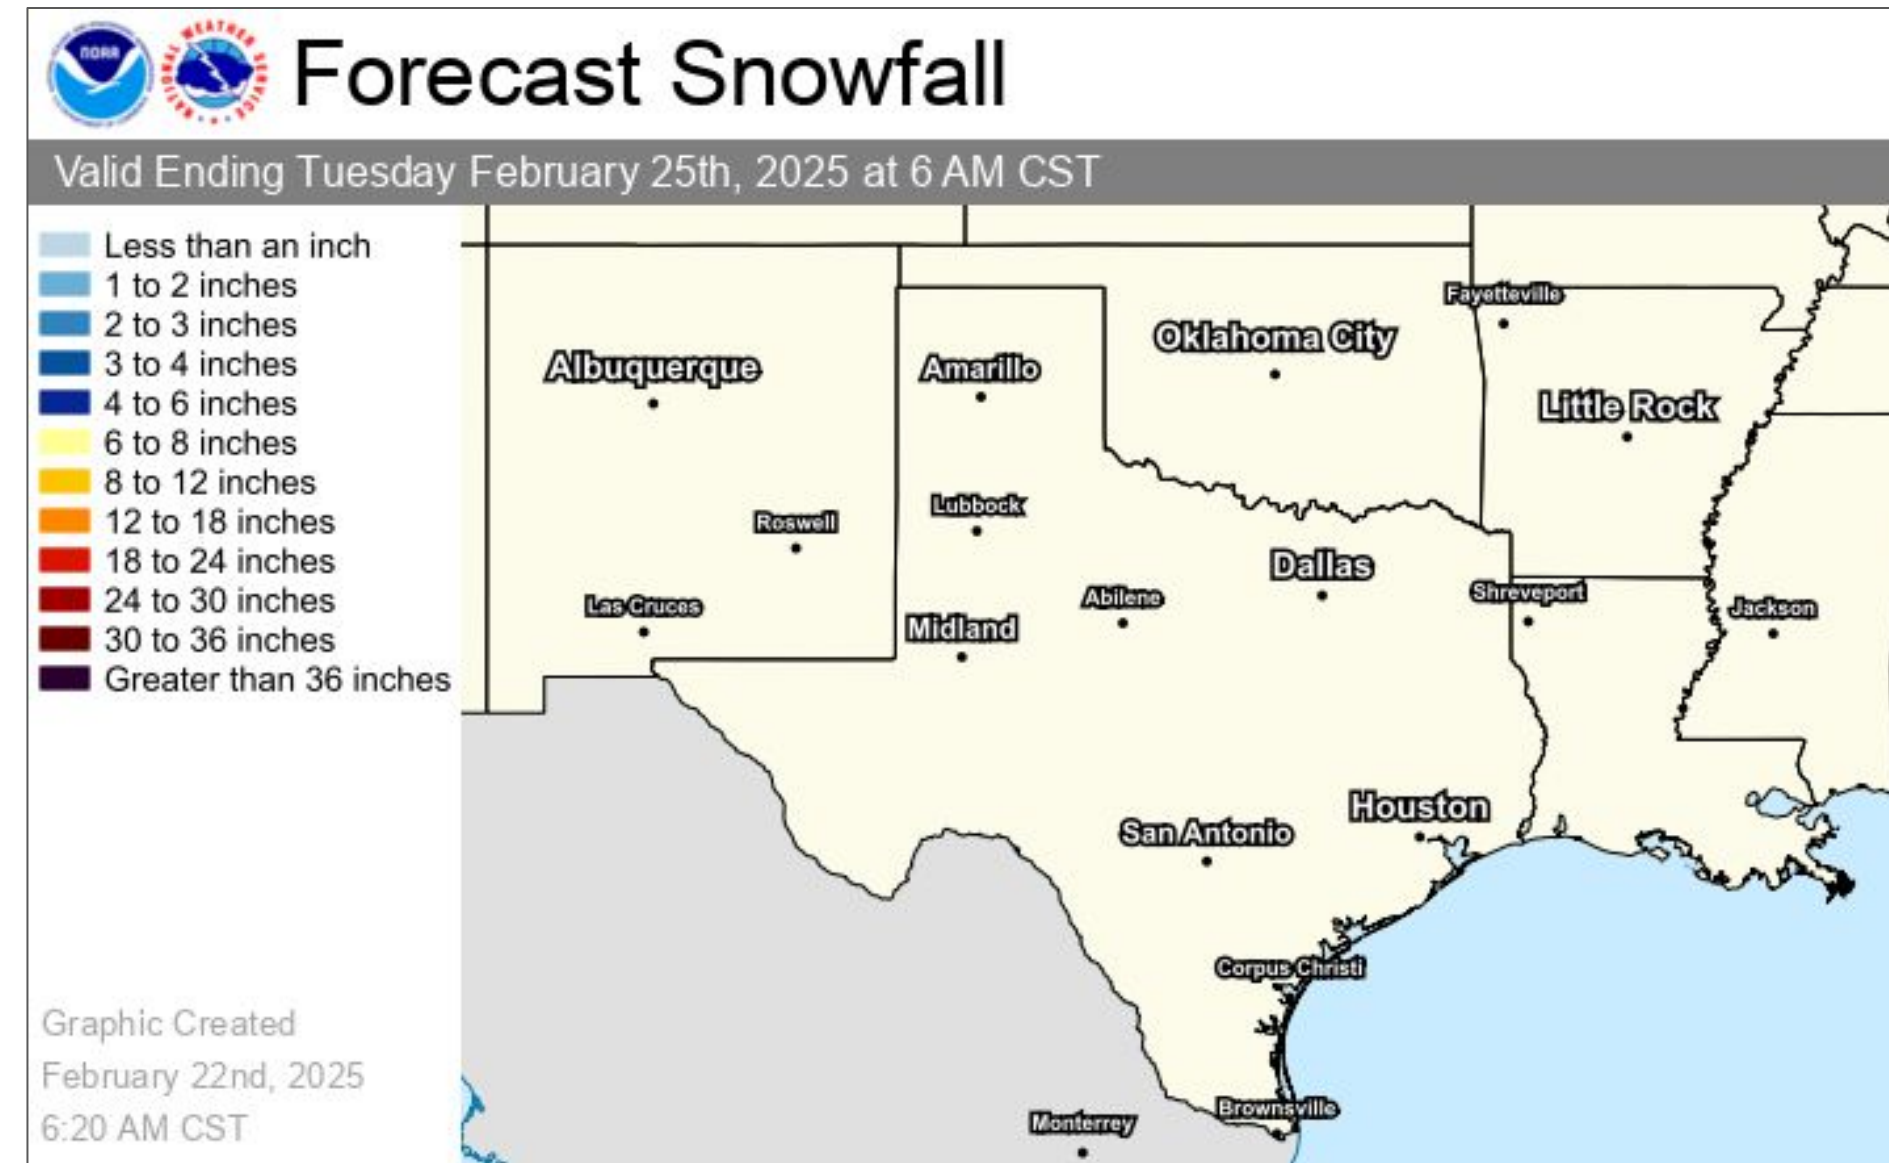 NOAA
NATIONAL WEATHER SERVICE
Forecast Snowfall
Valid Ending Tuesday February 25th, 2025 at 6 AM CST
Less than an inch
1 to 2 inches
2 to 3 inches
3 to 4 inches
4 to 6 inches
6 to 8 inches
8 to 12 inches
12 to 18 inches
18 to 24 inches
24 to 30 inches
30 to 36 inches
Greater than 36 inches
Graphic Created
February 22nd, 2025
6:20 AM CST
Fayetteville
Oklahoma City
Albuquerque
Amarillo
Little Rock
Lubbock
Roswell
Dallas
Shreveport
Abilene
Las Cruces
Jackson
Midland
Houston
San Antonio
Corpus Christi
Brownsville
Monterrey